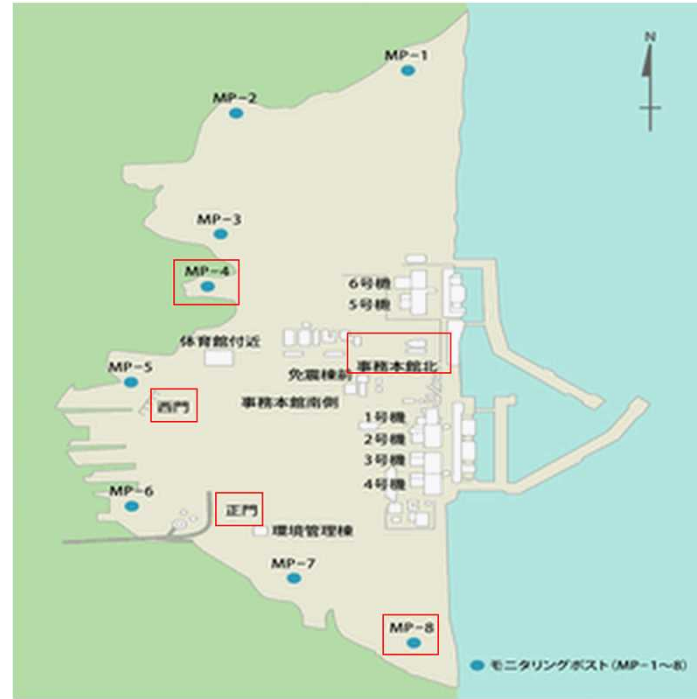 MP-1
N
MP-2
MP-3
MP-4
6号機
5号機
体育館付近
事務本館北
免震棟前
MP-5
西門
事務本館南側
1号機
2号機
3号機
4号機
MP-6
正門
環境管理棟
MP-7
MP-8
モニタリングポスト(MP-1~8)